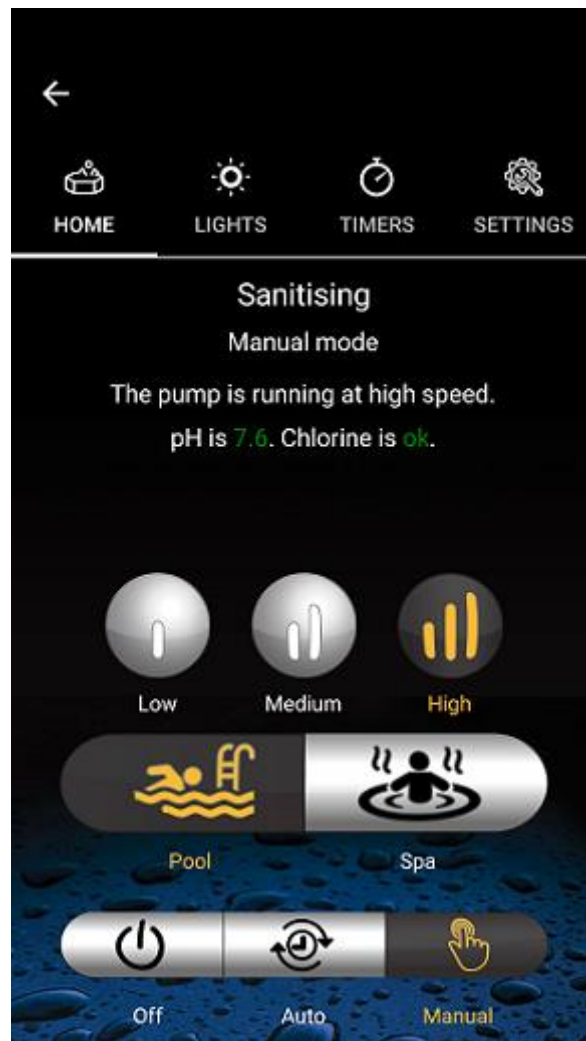 HOME LIGHTS TIMERS SETTINGS
Sanitising
Manual mode
The pump is running at high speed.
pH is 7.6. Chlorine is ok.
Low Medium High
Pool Spa
Off Auto Manual